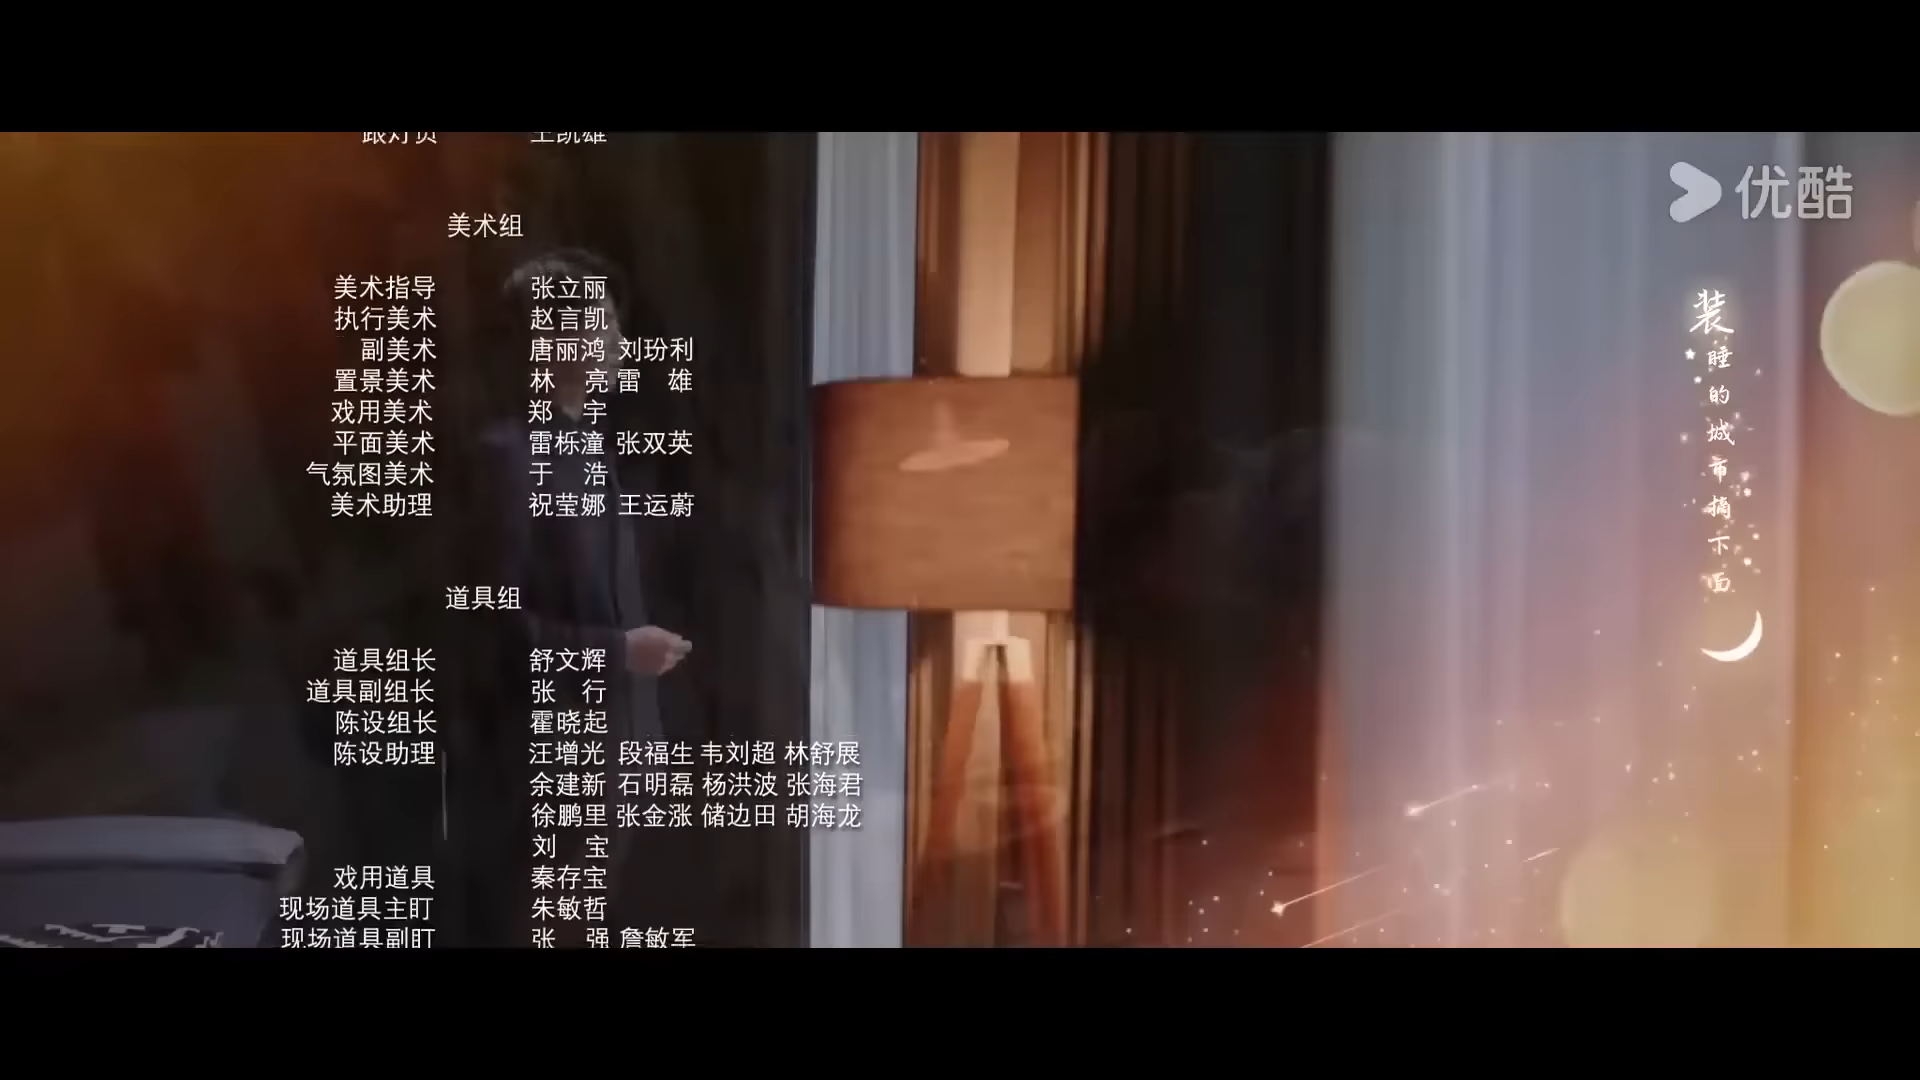 跟灯员 王凯雄
美术组
美术指导 张立丽
执行美术 赵言凯
副美术 唐丽鸿 刘玢利
置景美术 林 亮 雷 雄
戏用美术 郑 宇
平面美术 雷栎潼 张双英
气氛图美术 于 浩
美术助理 祝莹娜 王运蔚
道具组
道具组长 舒文辉
道具副组长 张 行
陈设组长 霍晓起
陈设助理 汪增光 段福生 韦刘超 林舒展
余建新 石明磊 杨洪波 张海君
徐鹏里 张金涨 储边田 胡海龙
刘 宝
戏用道具 秦存宝
现场道具主盯 朱敏哲
现场道具副盯 张 强 詹敏军
优酷
装睡的城市摘下面